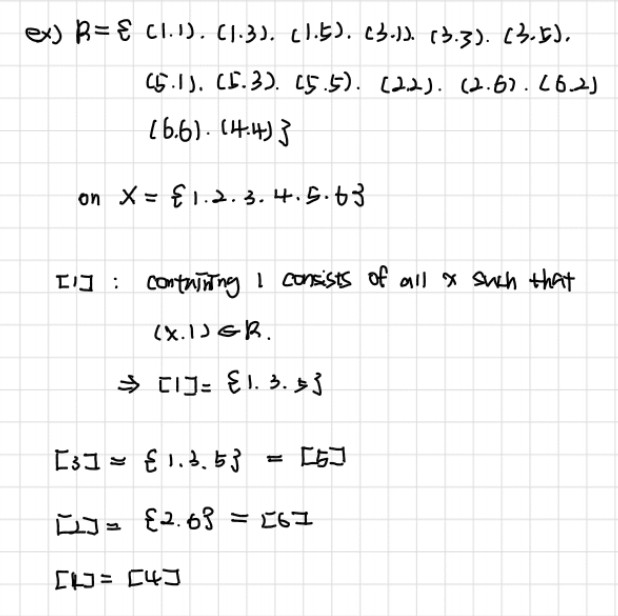 ex) R = { (1.1). (1.3). (1.5). (3.1). (3.3). (3.5).
(5.1). (5.3). (5.5). (2.2). (2.6). (6.2)
(6.6). (4.4) }
on X = { 1. 2. 3. 4. 5. 6 }
[1] : containing 1 consists of all x such that
(x.1) ∈ R.
⇒ [1] = { 1. 3. 5 }
[3] = { 1. 3. 5 } = [5]
[2] = { 2. 6 } = [6]
= [4]